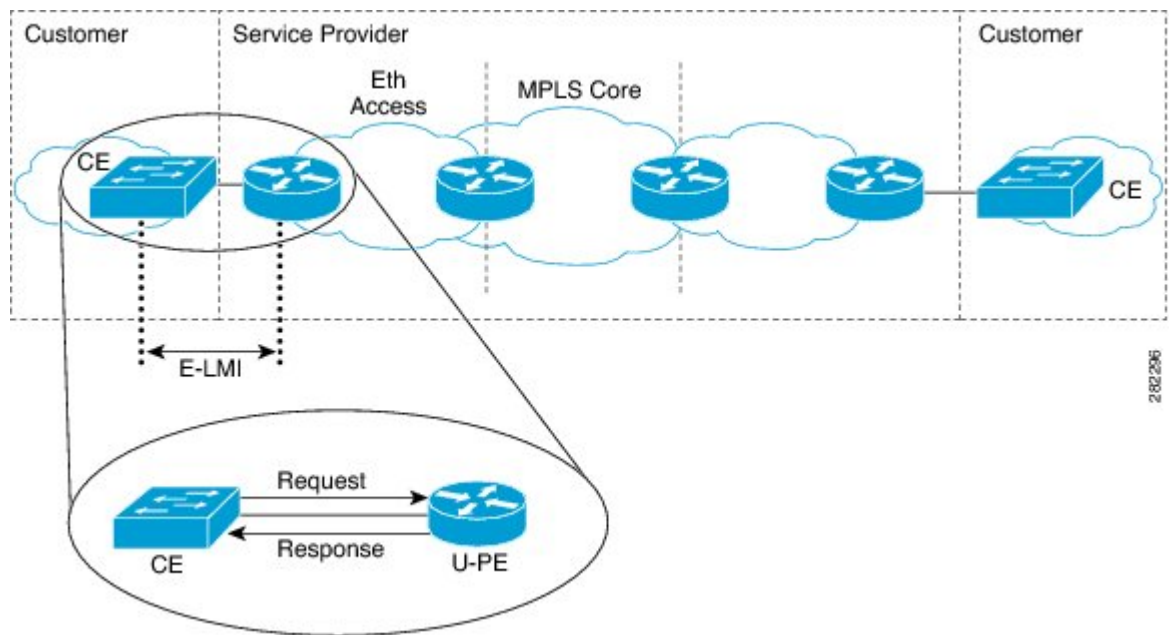 Customer
Service Provider
Customer
Eth
Access
MPLS Core
CE
CE
E-LMI
282296
Request
Response
CE
U-PE